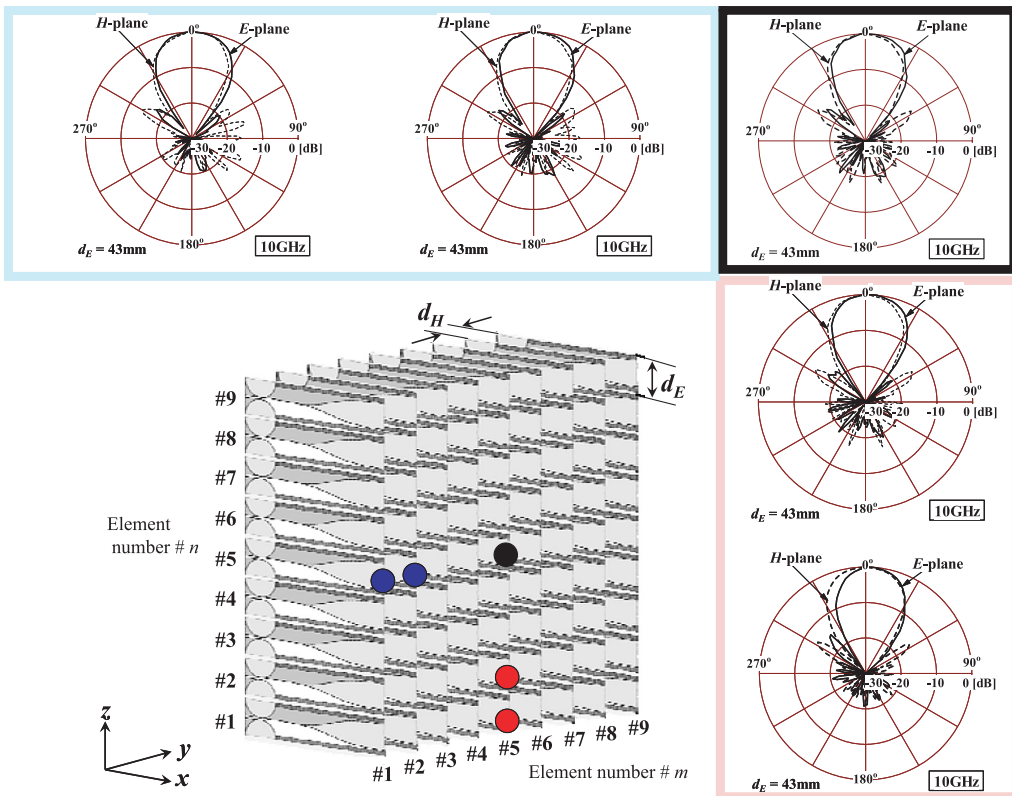 H-plane
0°
E-plane
270°
90°
-30 -20 -10 0 [dB]
180°
d_E = 43mm
10GHz
H-plane
0°
E-plane
270°
90°
-30 -20 -10 0 [dB]
180°
d_E = 43mm
10GHz
H-plane
0°
E-plane
270°
90°
-30 -20 -10 0 [dB]
180°
d_E = 43mm
10GHz
H-plane
0°
E-plane
270°
90°
-30 -20 -10 0 [dB]
180°
d_E = 43mm
10GHz
H-plane
0°
E-plane
270°
90°
-30 -20 -10 0 [dB]
180°
d_E = 43mm
10GHz
d_H
d_E
#9
#8
#7
#6
#5
#4
#3
#2
#1
Element
number # n
#1 #2 #3 #4 #5 #6 #7 #8 #9
Element number # m
z
y
x